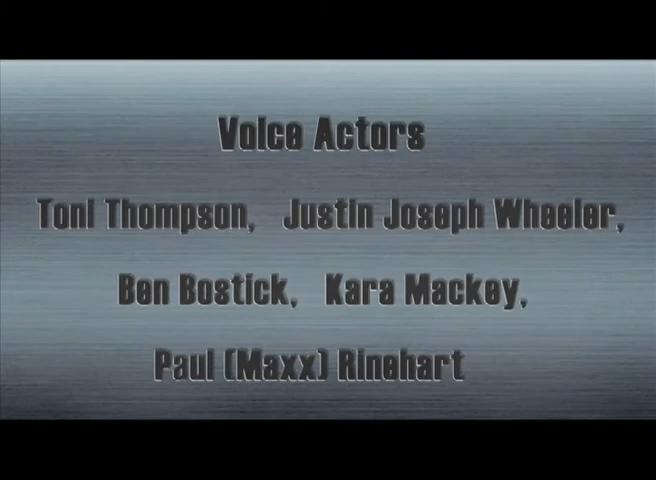 Voice Actors
Toni Thompson, Justin Joseph Wheeler,
Ben Bostick, Kara Mackey,
Paul (Maxx) Rinehart